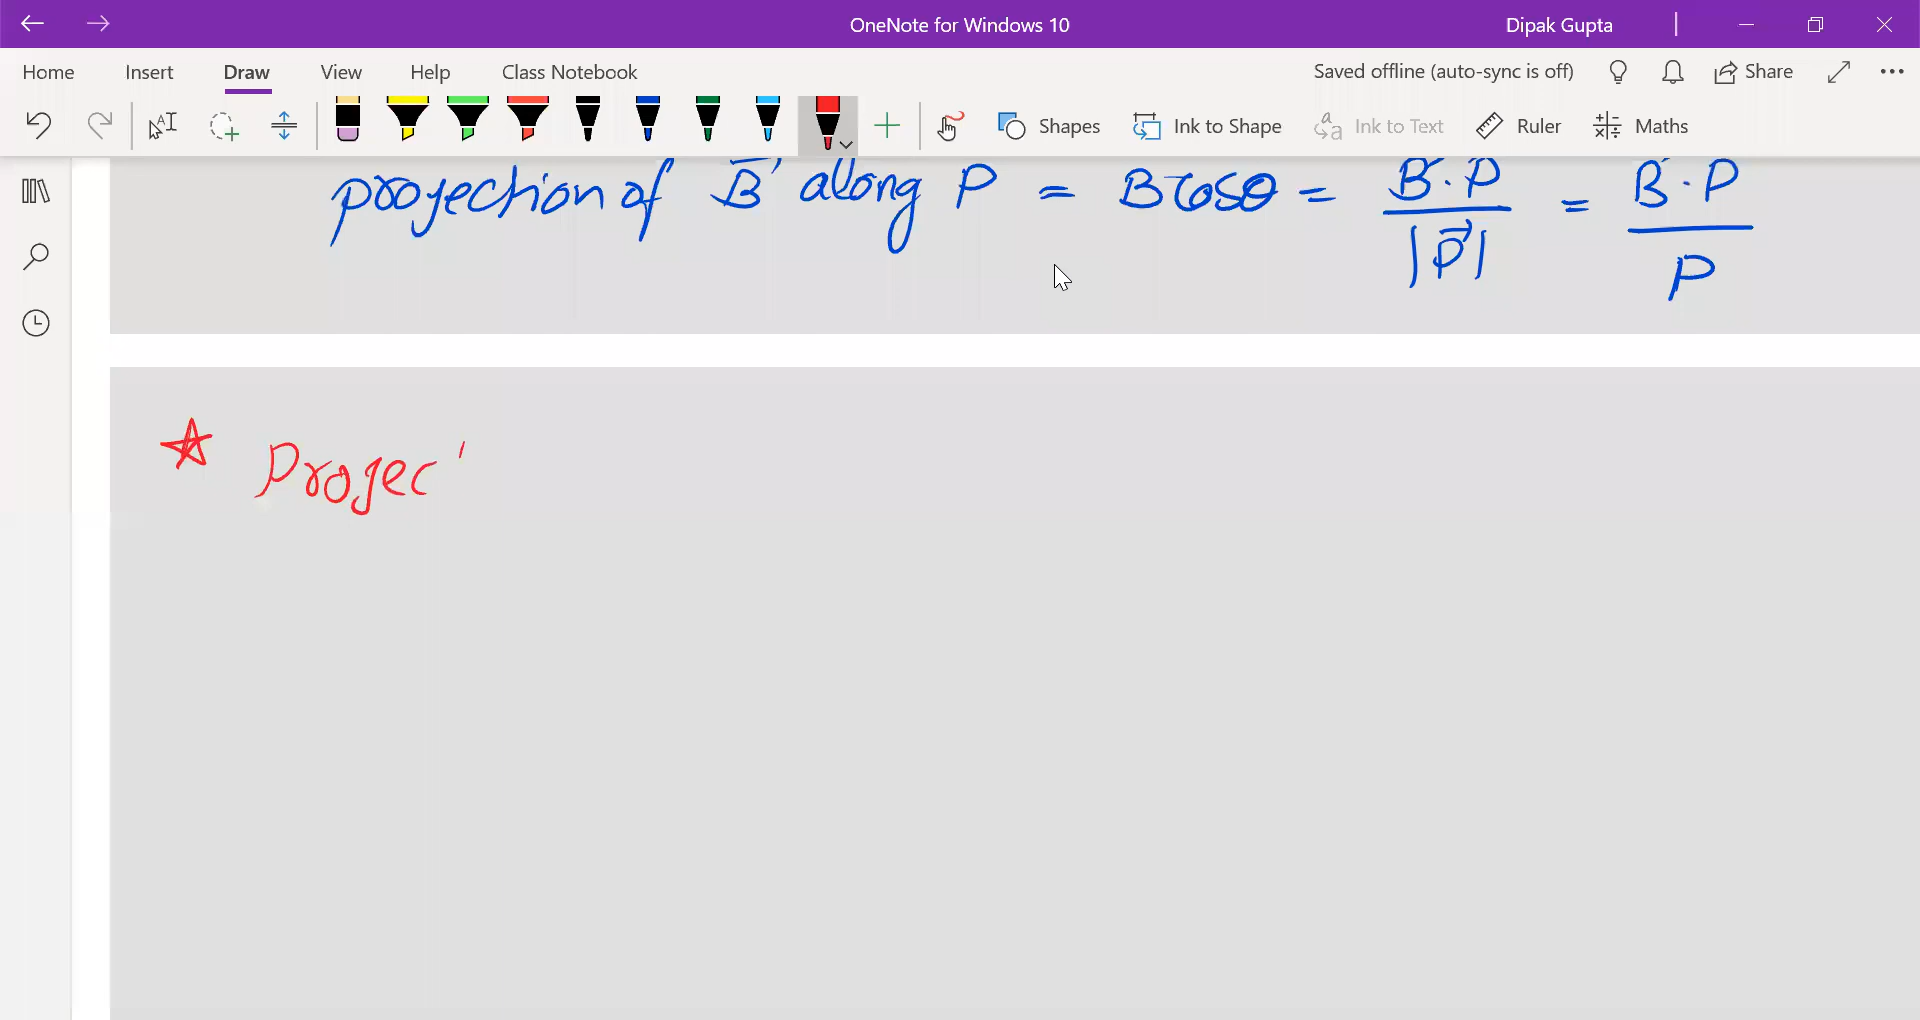 OneNote for Windows 10
Dipak Gupta
Home Insert Draw View Help Class Notebook
Saved offline (auto-sync is off) Share
Shapes Ink to Shape Ink to Text Ruler Maths
projection of B⃗ along P = B cosθ = B⃗·P⃗ / |P⃗| = B⃗·P⃗ / P
☆ Projec '